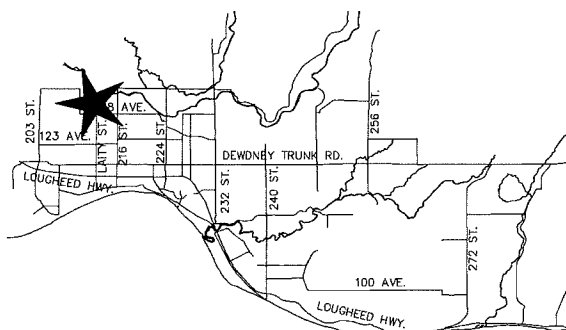 8 AVE.
203 ST.
123 AVE.
LAITY ST.
216 ST.
224 ST.
256 ST.
DEWDNEY TRUNK RD.
LOUGHEED HWY.
232 ST.
240 ST.
272 ST.
100 AVE.
LOUGHEED HWY.